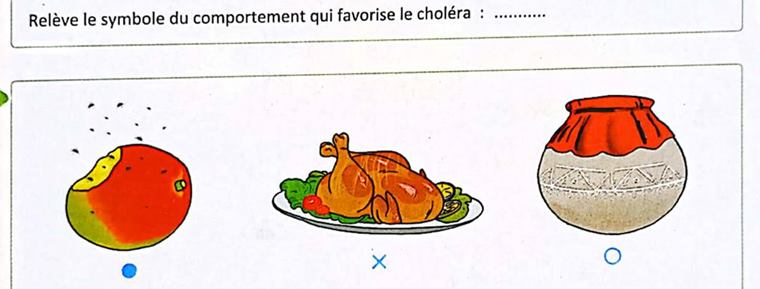 Relève le symbole du comportement qui favorise le choléra : ...........